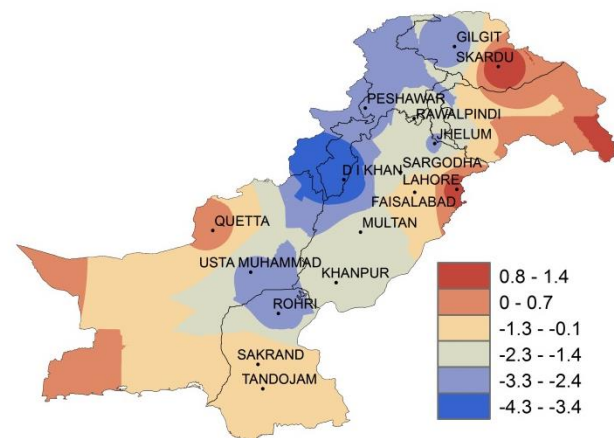 GILGIT
SKARDU
PESHAWAR
RAWALPINDI
JHELUM
SARGODHA
D I KHAN
LAHORE
FAISALABAD
QUETTA
MULTAN
USTA MUHAMMAD
KHANPUR
ROHRI
SAKRAND
TANDOJAM
0.8 - 1.4
0 - 0.7
-1.3 - -0.1
-2.3 - -1.4
-3.3 - -2.4
-4.3 - -3.4